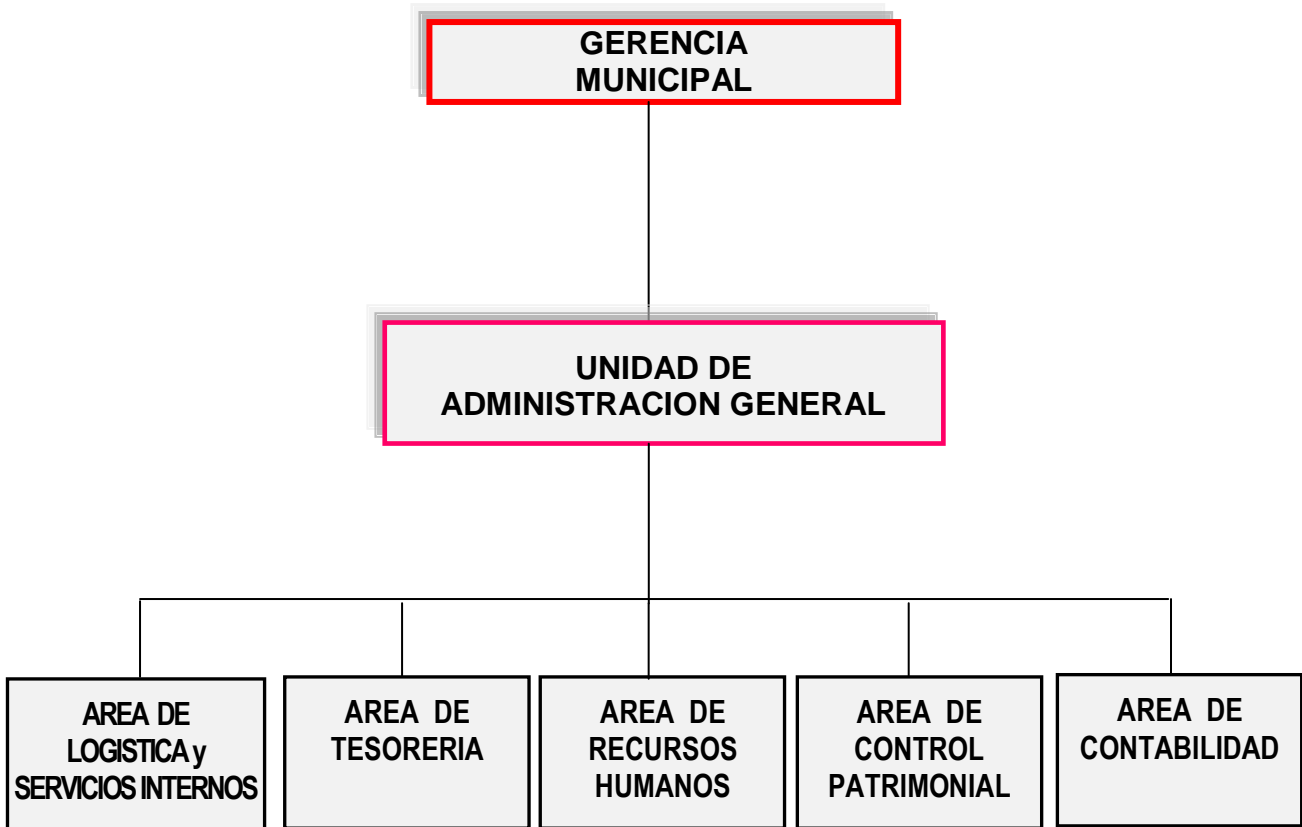 GERENCIA
MUNICIPAL
UNIDAD DE
ADMINISTRACION GENERAL
AREA DE
LOGISTICA y
SERVICIOS INTERNOS
AREA DE
TESORERIA
AREA DE
RECURSOS
HUMANOS
AREA DE
CONTROL
PATRIMONIAL
AREA DE
CONTABILIDAD